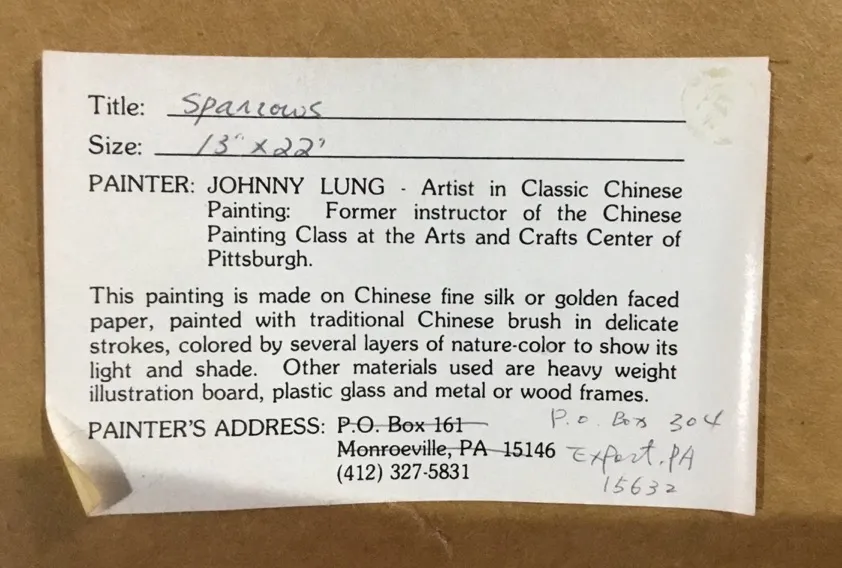 Title: Sparrows
Size: 13" x 22'
PAINTER: JOHNNY LUNG - Artist in Classic Chinese
Painting: Former instructor of the Chinese
Painting Class at the Arts and Crafts Center of
Pittsburgh.
This painting is made on Chinese fine silk or golden faced
paper, painted with traditional Chinese brush in delicate
strokes, colored by several layers of nature-color to show its
light and shade. Other materials used are heavy weight
illustration board, plastic glass and metal or wood frames.
PAINTER'S ADDRESS: P.O. Box 161 P.O. Box 304
Monroeville, PA 15146 Export, PA
(412) 327-5831 15632